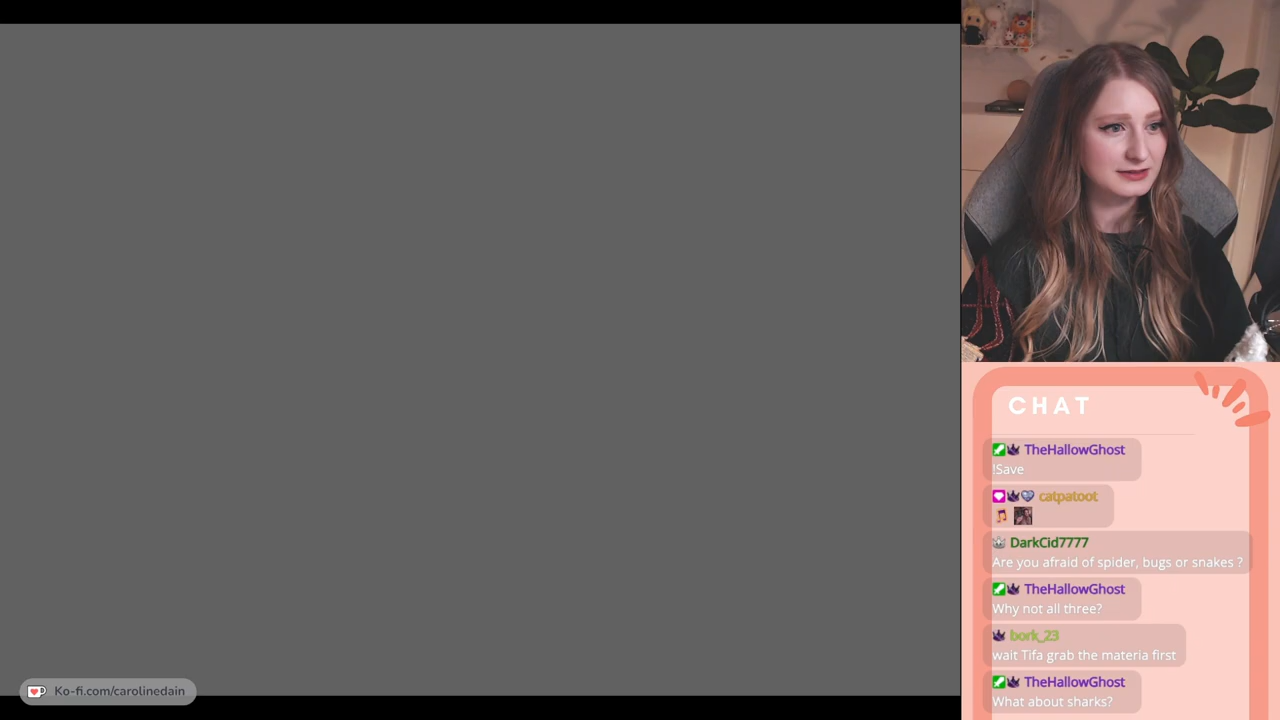 CHAT
TheHallowGhost
!Save
catpatoot
DarkCid7777
Are you afraid of spider, bugs or snakes ?
TheHallowGhost
Why not all three?
bork_23
wait Tifa grab the materia first
TheHallowGhost
What about sharks?
Ko-fi.com/carolinedain